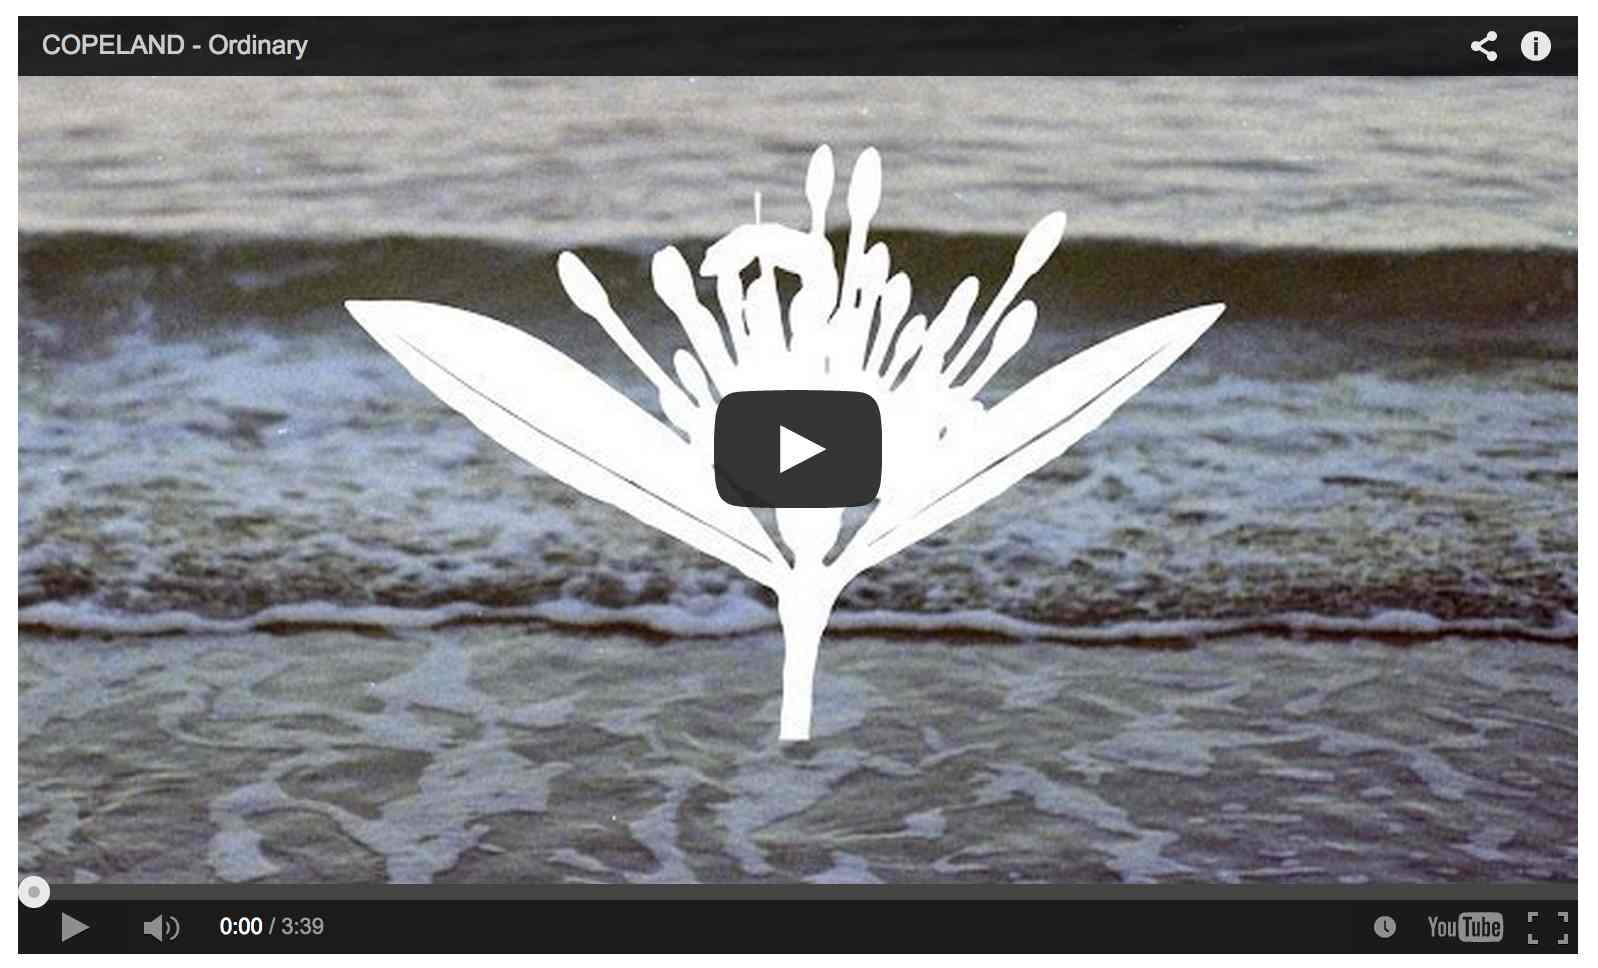 COPELAND - Ordinary
0:00 / 3:39
YouTube